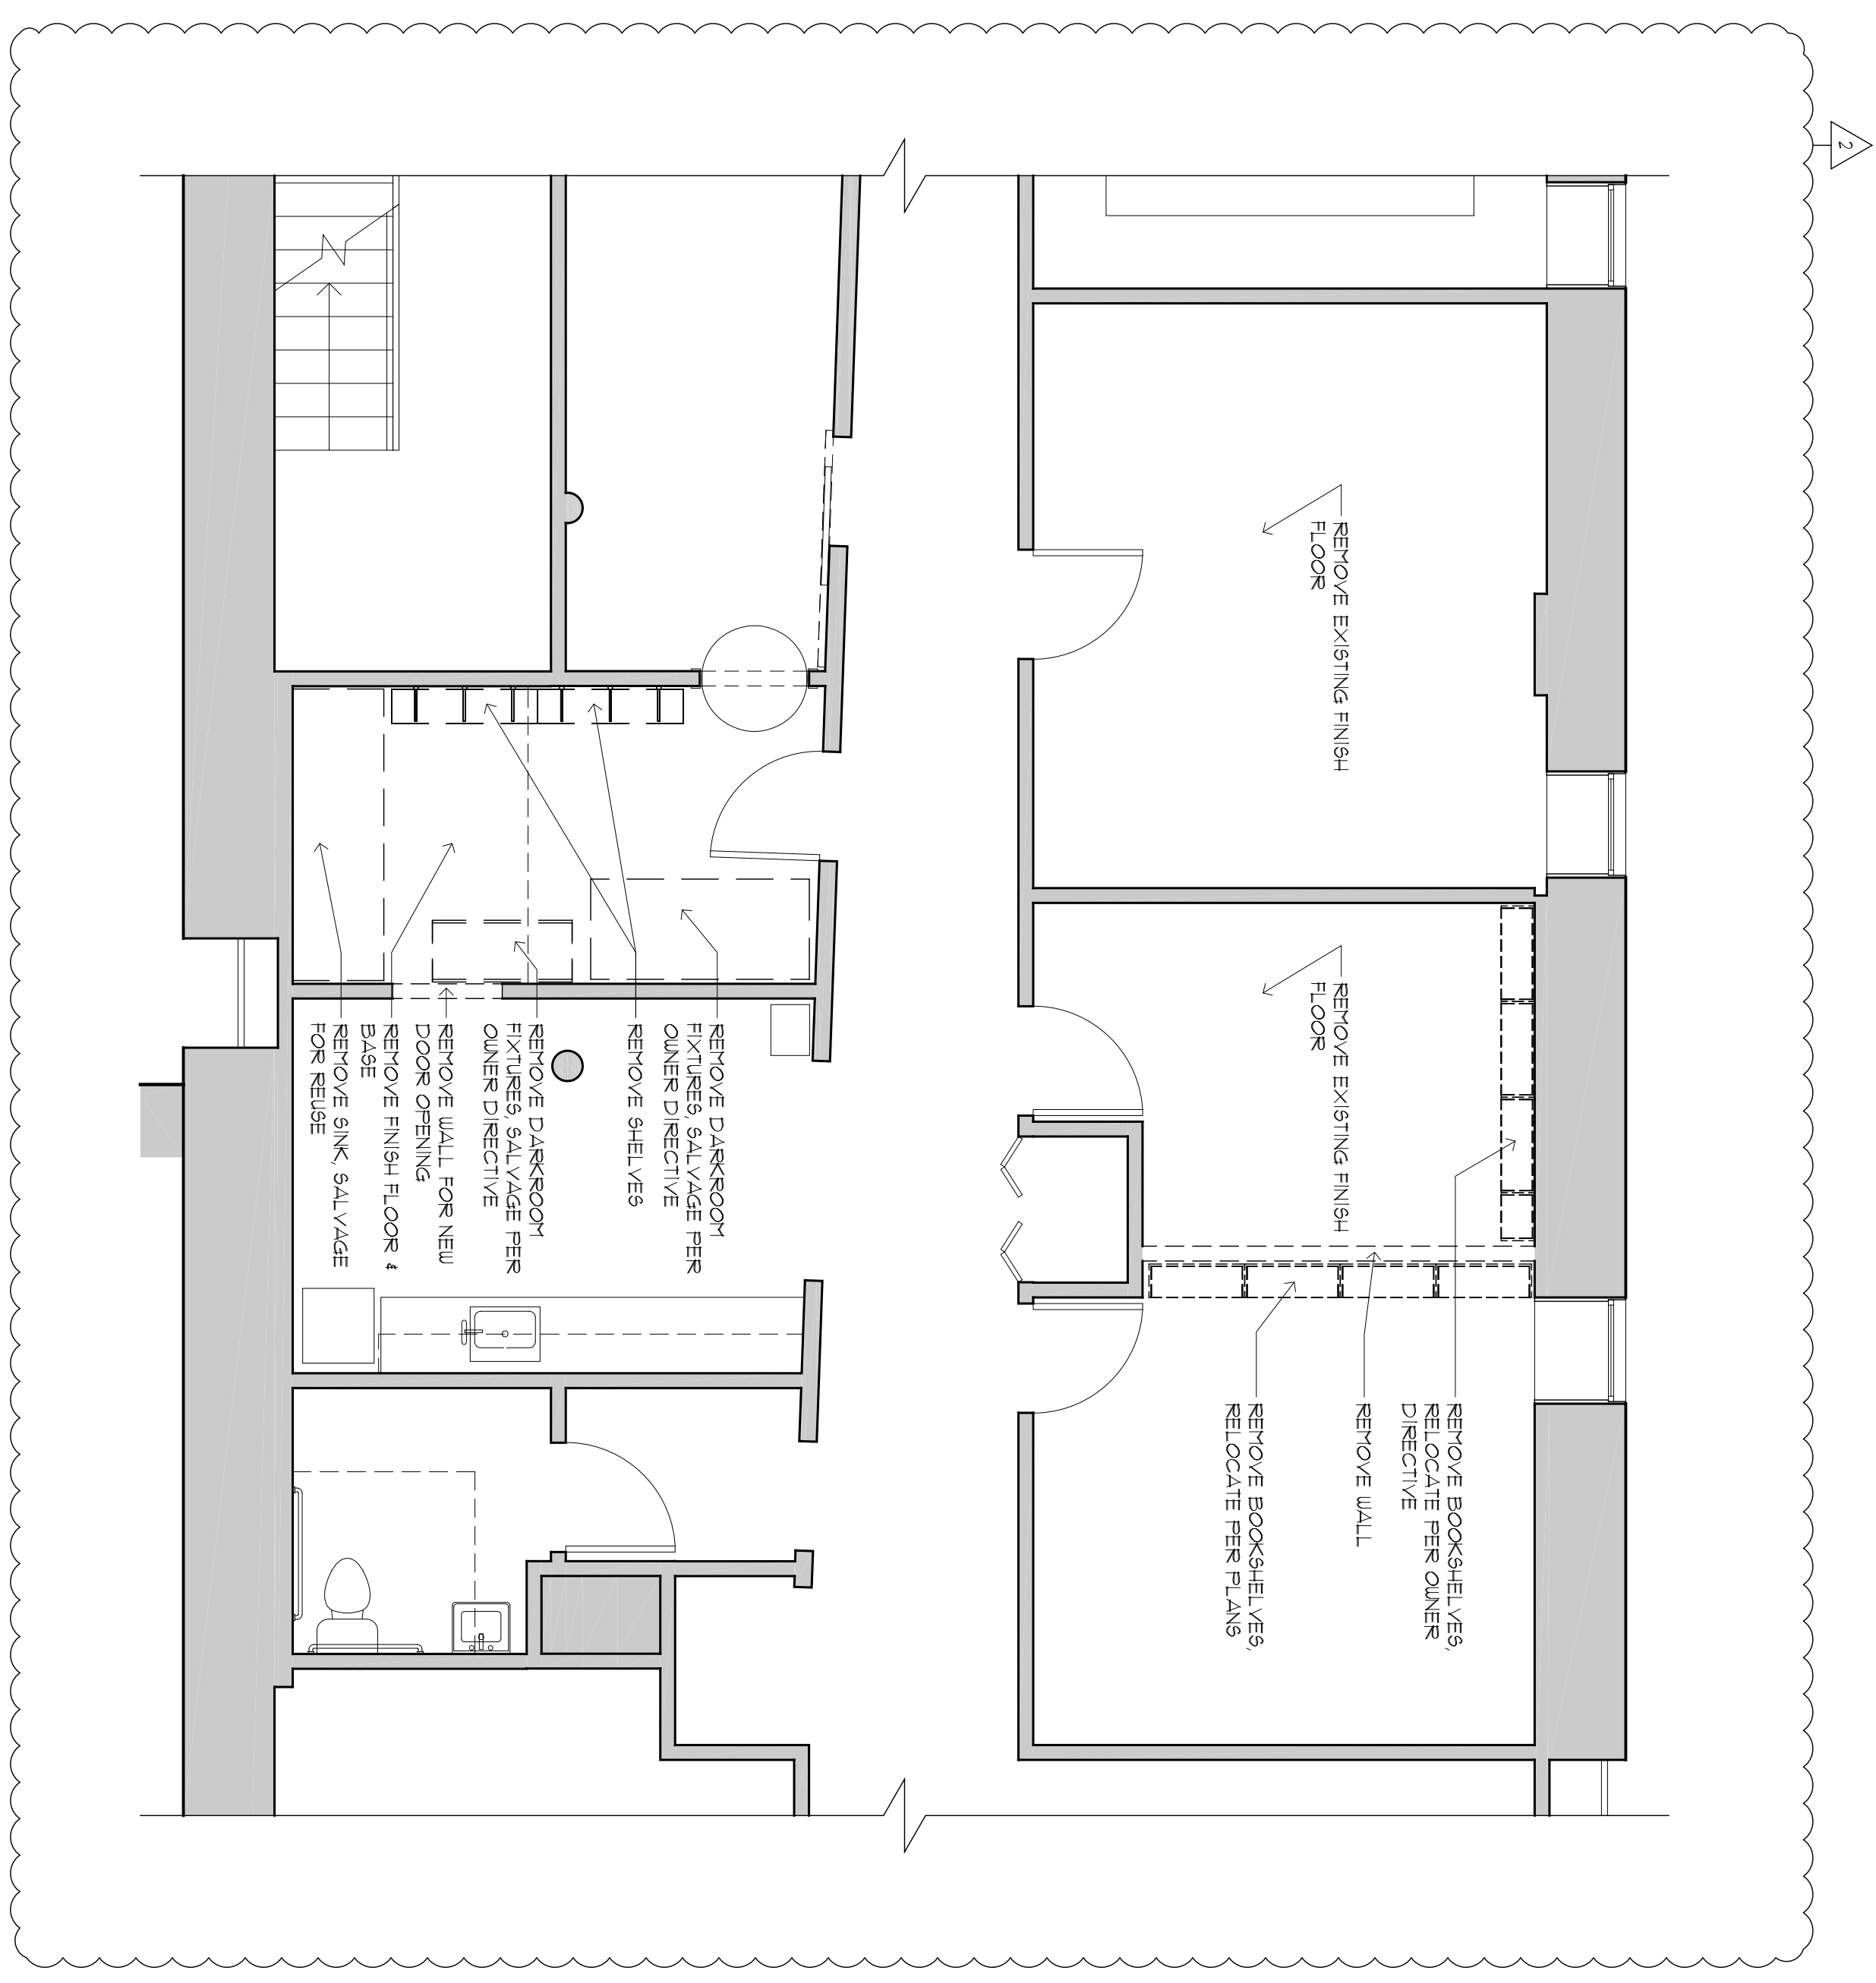 2
REMOVE EXISTING FINISH
FLOOR
REMOVE EXISTING FINISH
FLOOR
REMOVE BOOKSHELVES,
RELOCATE PER OWNER
DIRECTIVE
REMOVE WALL
REMOVE BOOKSHELVES,
RELOCATE PER PLANS
REMOVE DARKROOM
FIXTURES, SALVAGE PER
OWNER DIRECTIVE
REMOVE SHELVES
REMOVE DARKROOM
FIXTURES, SALVAGE PER
OWNER DIRECTIVE
REMOVE WALL FOR NEW
DOOR OPENING
REMOVE FINISH FLOOR &
BASE
REMOVE SINK, SALVAGE
FOR REUSE